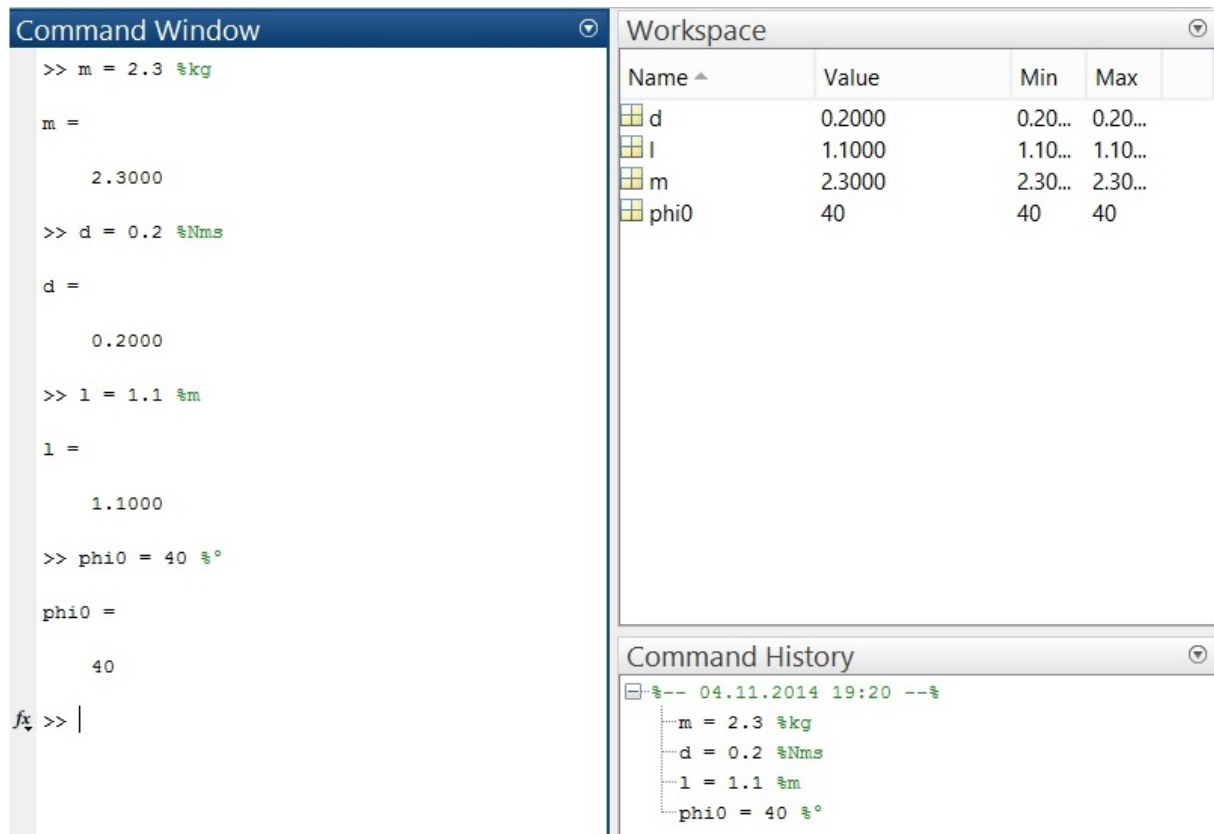 Command Window
>> m = 2.3 %kg
m =
2.3000
>> d = 0.2 %Nms
d =
0.2000
>> l = 1.1 %m
l =
1.1000
>> phi0 = 40 %°
phi0 =
40
fx >>
Workspace
Name Value Min Max
d 0.2000 0.20... 0.20...
l 1.1000 1.10... 1.10...
m 2.3000 2.30... 2.30...
phi0 40 40 40
Command History
%-- 04.11.2014 19:20 --%
m = 2.3 %kg
d = 0.2 %Nms
l = 1.1 %m
phi0 = 40 %°